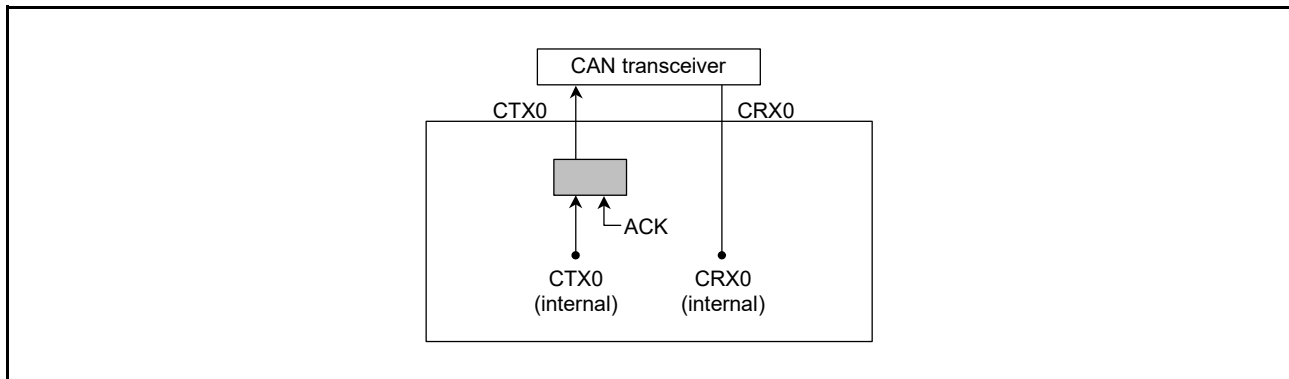 CAN transceiver
CTX0
CRX0
ACK
CTX0
(internal)
CRX0
(internal)